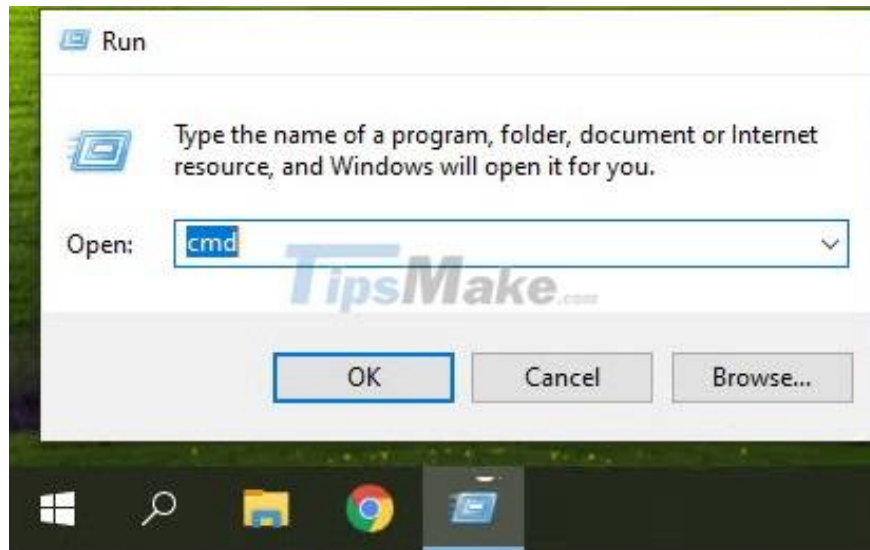 Run
Type the name of a program, folder, document or Internet
resource, and Windows will open it for you.
Open: cmd
TipsMake.com
OK Cancel Browse...